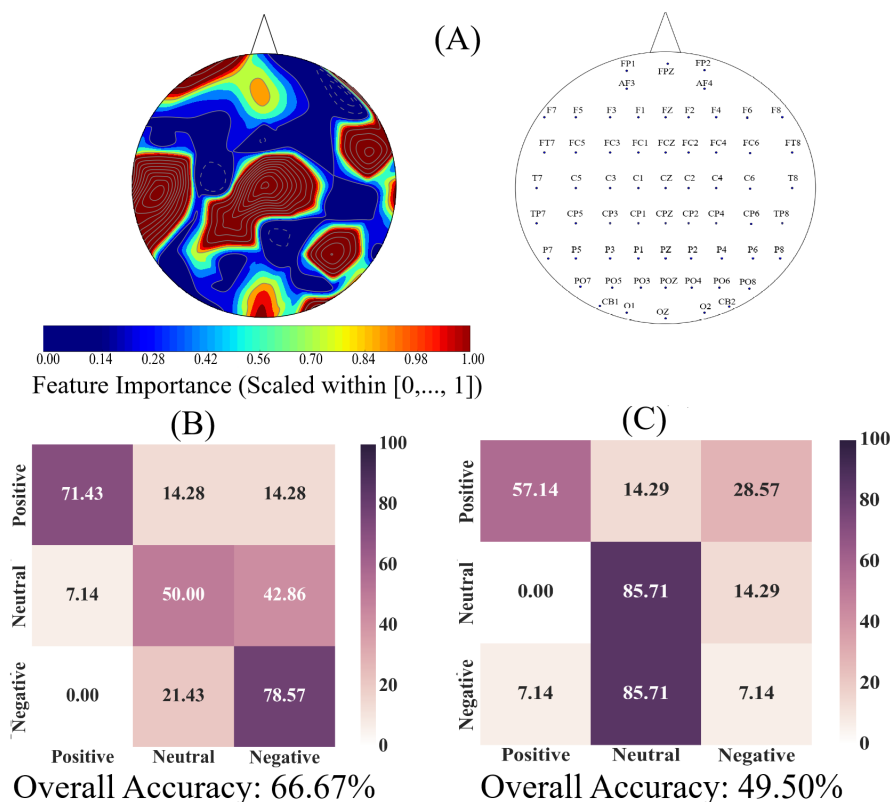 (A)
FP1 FPZ FP2
AF3 AF4
F7 F5 F3 F1 FZ F2 F4 F6 F8
FT7 FC5 FC3 FC1 FCZ FC2 FC4 FC6 FT8
T7 C5 C3 C1 CZ C2 C4 C6 T8
TP7 CP5 CP3 CP1 CPZ CP2 CP4 CP6 TP8
P7 P5 P3 P1 PZ P2 P4 P6 P8
PO7 PO5 PO3 POZ PO4 PO6 PO8
CB1 O1 OZ O2 CB2
0.00 0.14 0.28 0.42 0.56 0.70 0.84 0.98 1.00
Feature Importance (Scaled within [0,..., 1])
(B)
Positive 71.43 14.28 14.28
Neutral 7.14 50.00 42.86
Negative 0.00 21.43 78.57
Positive Neutral Negative
100
80
60
40
20
0
Overall Accuracy: 66.67%
(C)
Positive 57.14 14.29 28.57
Neutral 0.00 85.71 14.29
Negative 7.14 85.71 7.14
Positive Neutral Negative
100
80
60
40
20
0
Overall Accuracy: 49.50%